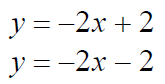 y = −2x + 2
y = −2x − 2